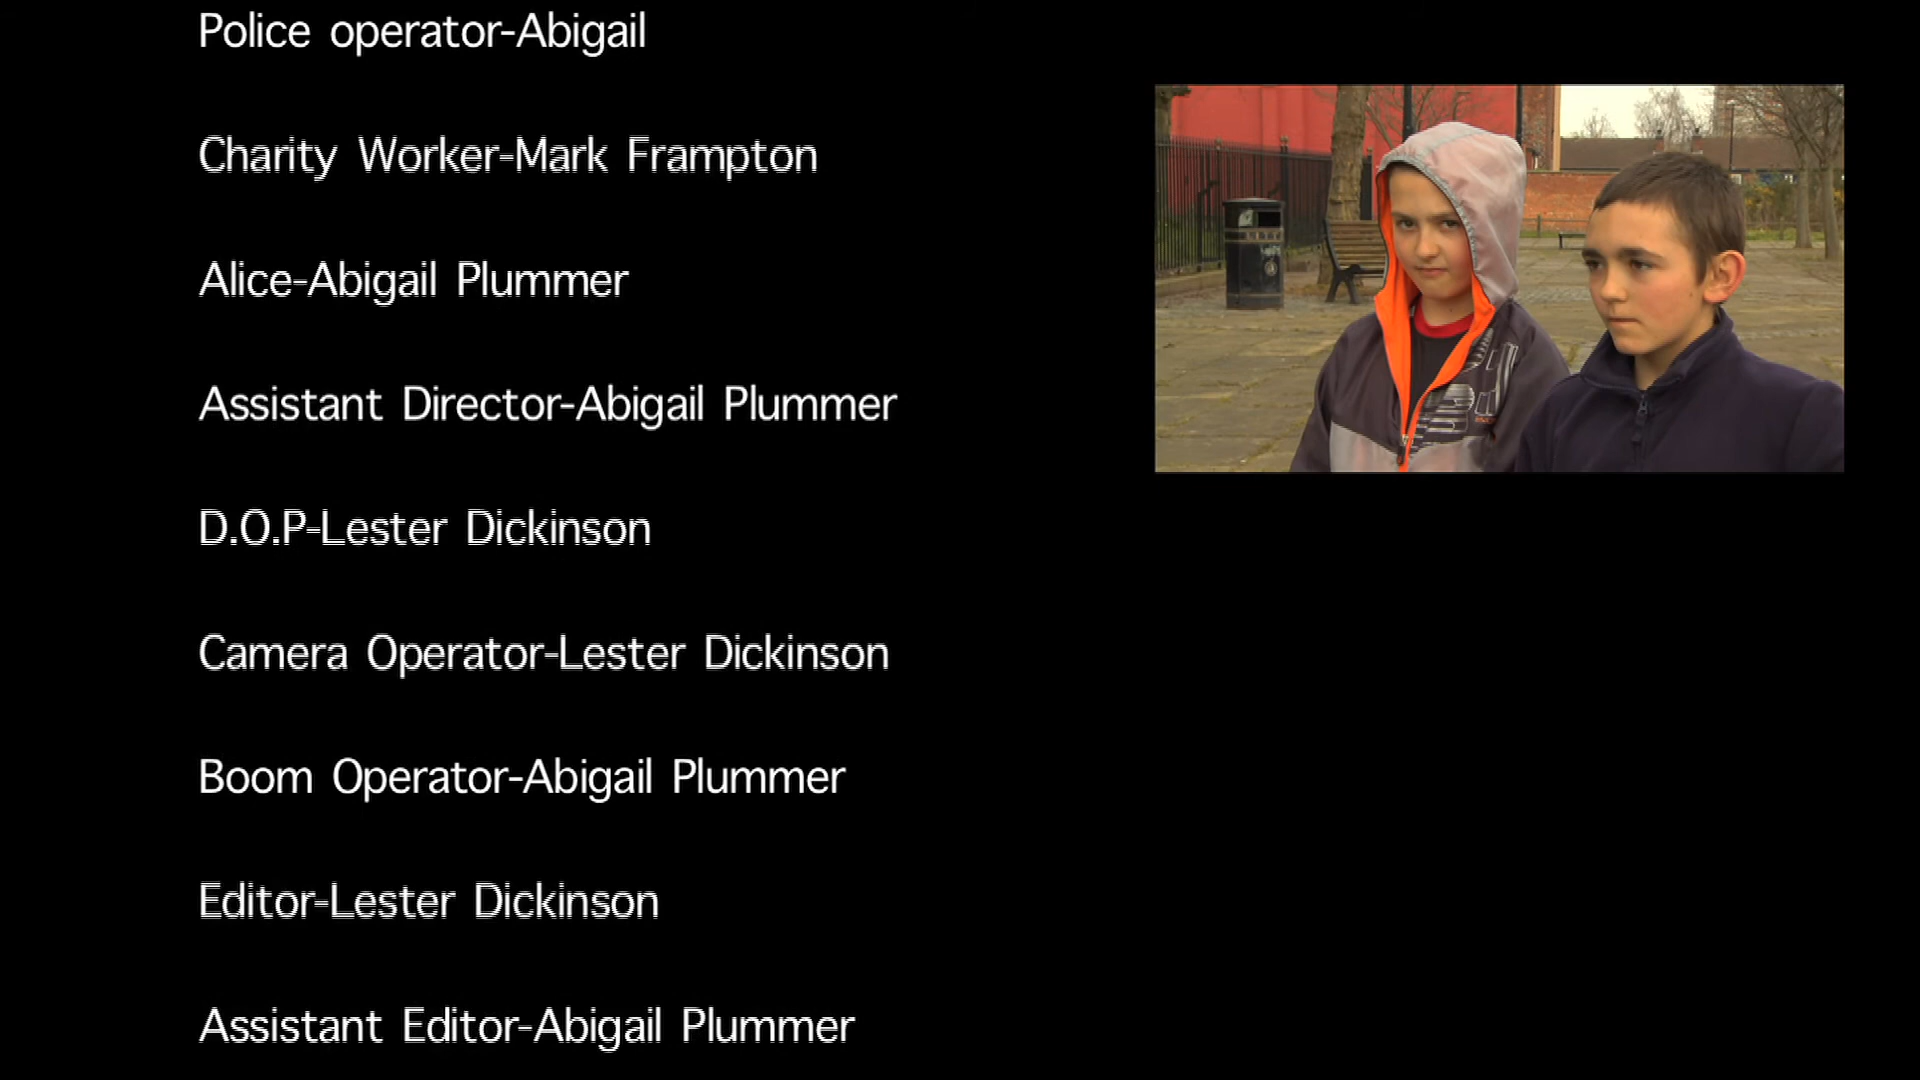 Police operator-Abigail
Charity Worker-Mark Frampton
Alice-Abigail Plummer
Assistant Director-Abigail Plummer
D.O.P-Lester Dickinson
Camera Operator-Lester Dickinson
Boom Operator-Abigail Plummer
Editor-Lester Dickinson
Assistant Editor-Abigail Plummer